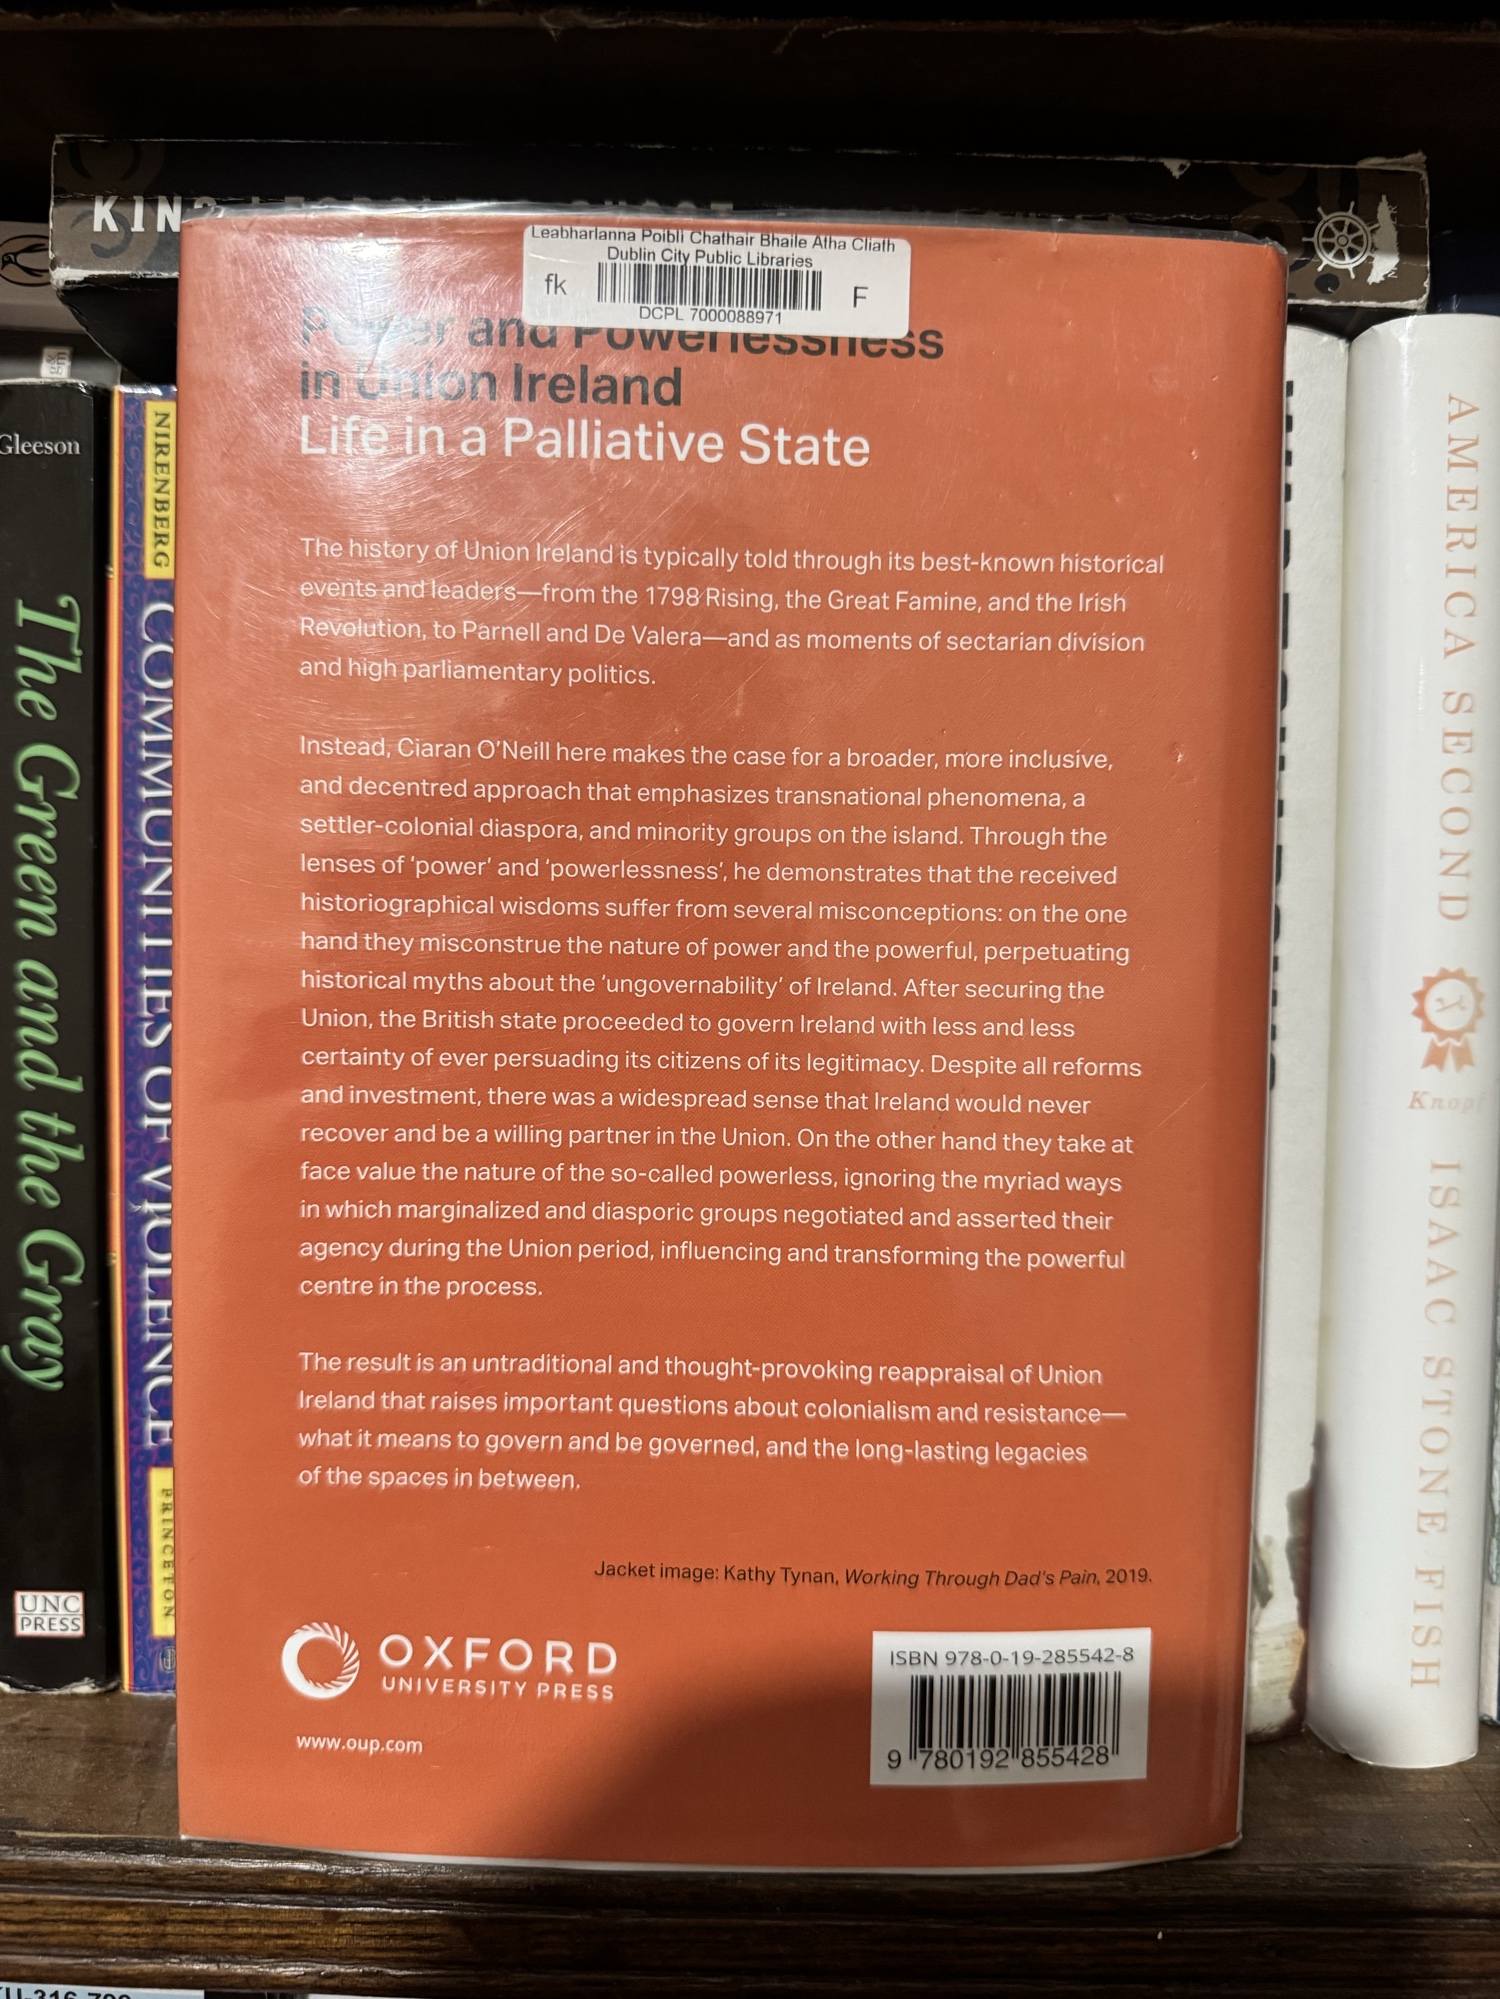 KING
Leabharlanna Poiblí Chathair Bhaile Átha Cliath
Dublin City Public Libraries
fk
F
DCPL 7000088971
Power and Powerlessness
in Union Ireland
Life in a Palliative State
The history of Union Ireland is typically told through its best-known historical
events and leaders—from the 1798 Rising, the Great Famine, and the Irish
Revolution, to Parnell and De Valera—and as moments of sectarian division
and high parliamentary politics.
Instead, Ciaran O'Neill here makes the case for a broader, more inclusive,
and decentred approach that emphasizes transnational phenomena, a
settler-colonial diaspora, and minority groups on the island. Through the
lenses of 'power' and 'powerlessness', he demonstrates that the received
historiographical wisdoms suffer from several misconceptions: on the one
hand they misconstrue the nature of power and the powerful, perpetuating
historical myths about the 'ungovernability' of Ireland. After securing the
Union, the British state proceeded to govern Ireland with less and less
certainty of ever persuading its citizens of its legitimacy. Despite all reforms
and investment, there was a widespread sense that Ireland would never
recover and be a willing partner in the Union. On the other hand they take at
face value the nature of the so-called powerless, ignoring the myriad ways
in which marginalized and diasporic groups negotiated and asserted their
agency during the Union period, influencing and transforming the powerful
centre in the process.
The result is an untraditional and thought-provoking reappraisal of Union
Ireland that raises important questions about colonialism and resistance—
what it means to govern and be governed, and the long-lasting legacies
of the spaces in between.
Jacket image: Kathy Tynan, Working Through Dad's Pain, 2019.
OXFORD
UNIVERSITY PRESS
www.oup.com
ISBN 978-0-19-285542-8
9 780192 855428
Gleeson
The Green and the Gray
UNC
PRESS
NIRENBERG
COMMUNITIES OF VIOLENCE
PRINCETON
AMERICA SECOND
Knopf
ISAAC STONE FISH